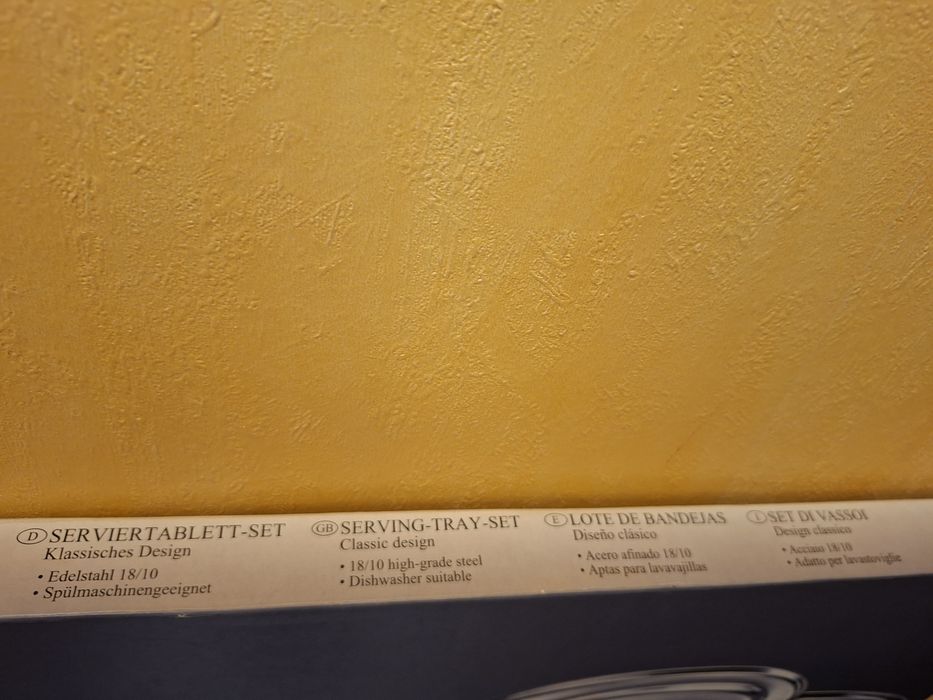 D SERVIERTABLETT-SET
Klassisches Design
• Edelstahl 18/10
• Spülmaschinengeeignet
GB SERVING-TRAY-SET
Classic design
• 18/10 high-grade steel
• Dishwasher suitable
E LOTE DE BANDEJAS
Diseño clásico
• Acero afinado 18/10
• Aptas para lavavajillas
I SET DI VASSOI
Design classico
• Acciaio 18/10
• Adatto per lavastoviglie